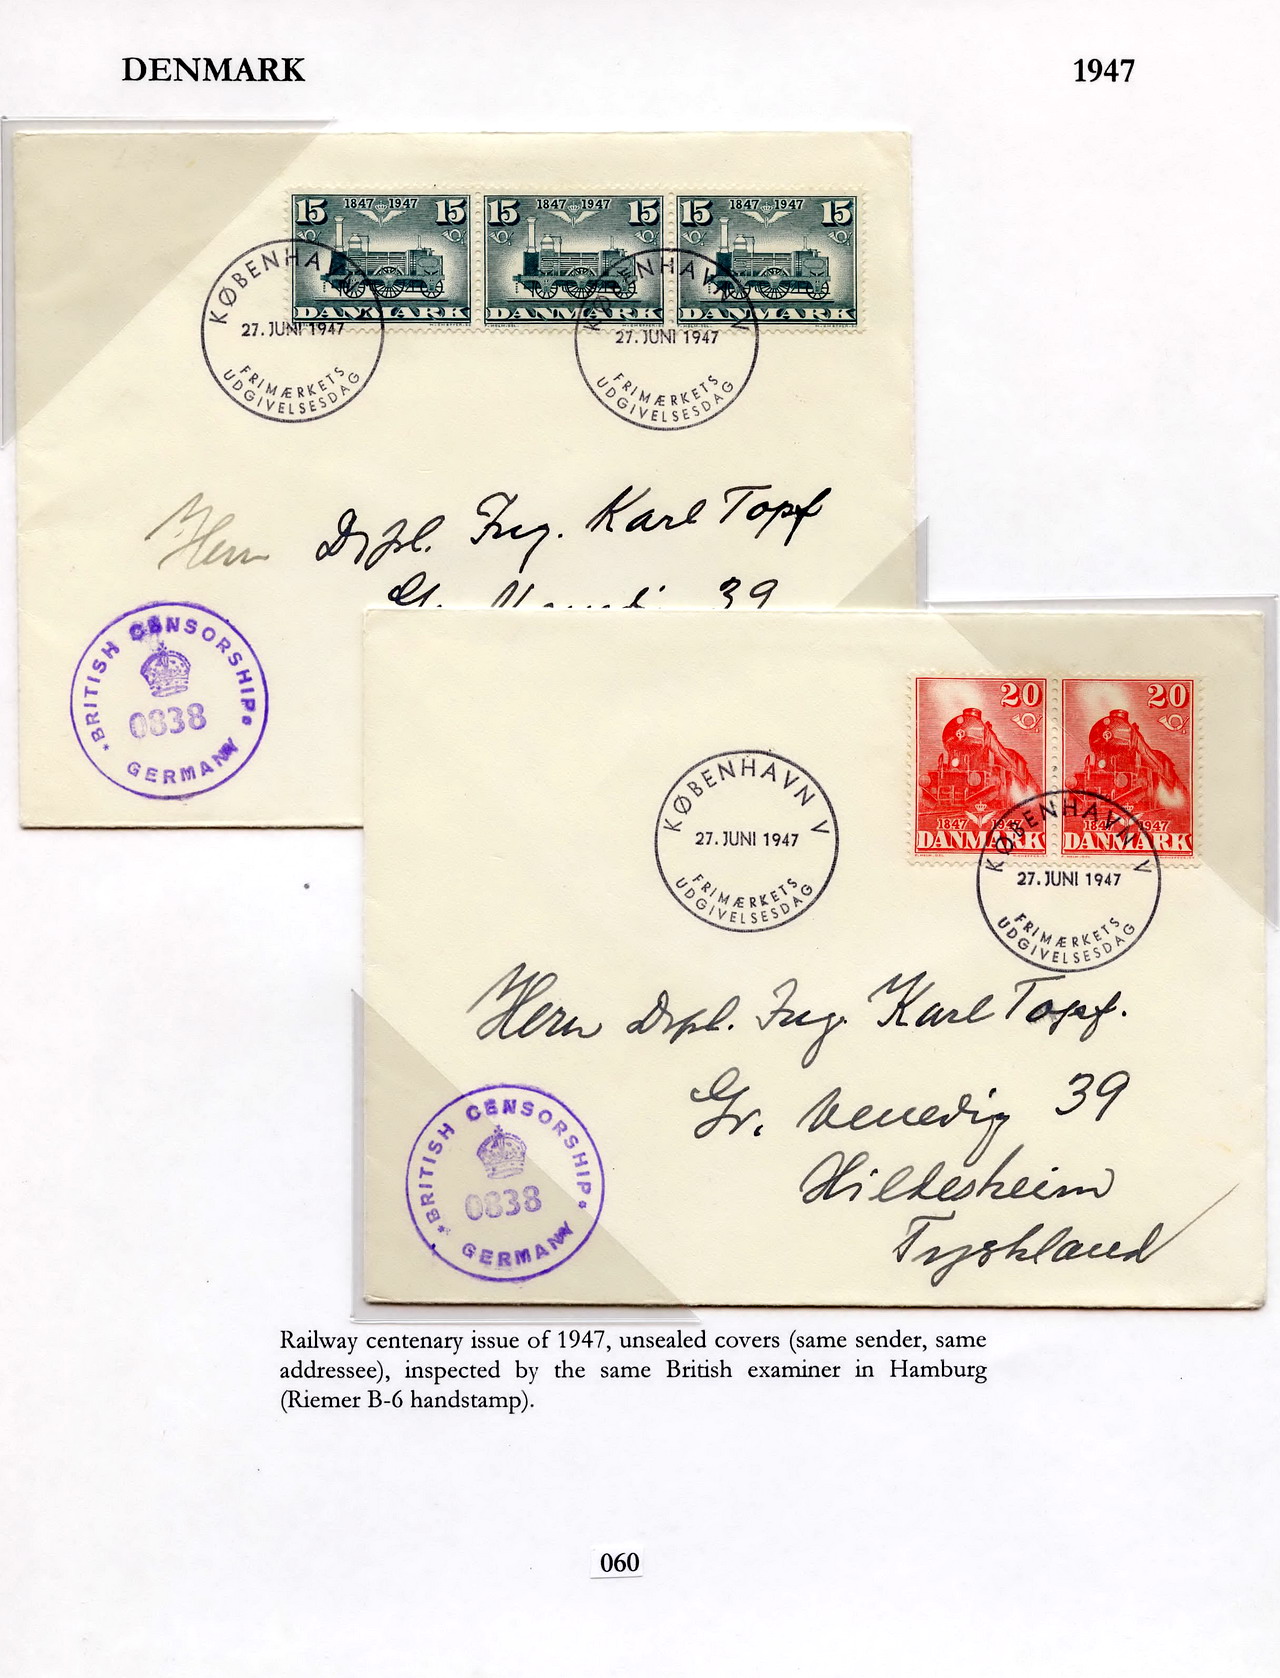 DENMARK 1947
15 1847 1947 15 15 1847 1947 15 15 1847 1947 15
DANMARK DANMARK DANMARK
KØBENHAVN V
27. JUNI 1947
FRIMÆRKETS
UDGIVELSESDAG
KØBENHAVN V
27. JUNI 1947
FRIMÆRKETS
UDGIVELSESDAG
Herrn Dipl. Ing. Karl Topf
Gr. Venedig 39
* BRITISH CENSORSHIP *
0838
GERMANY
20 20
1847 1947 1847 1947
DANMARK DANMARK
KØBENHAVN V
27. JUNI 1947
FRIMÆRKETS
UDGIVELSESDAG
KØBENHAVN V
27. JUNI 1947
FRIMÆRKETS
UDGIVELSESDAG
Herrn Dipl. Ing. Karl Topf.
Gr. Venedig 39
Hildesheim
Tyskland
* BRITISH CENSORSHIP *
0838
GERMANY
Railway centenary issue of 1947, unsealed covers (same sender, same
addressee), inspected by the same British examiner in Hamburg
(Riemer B-6 handstamp).
060